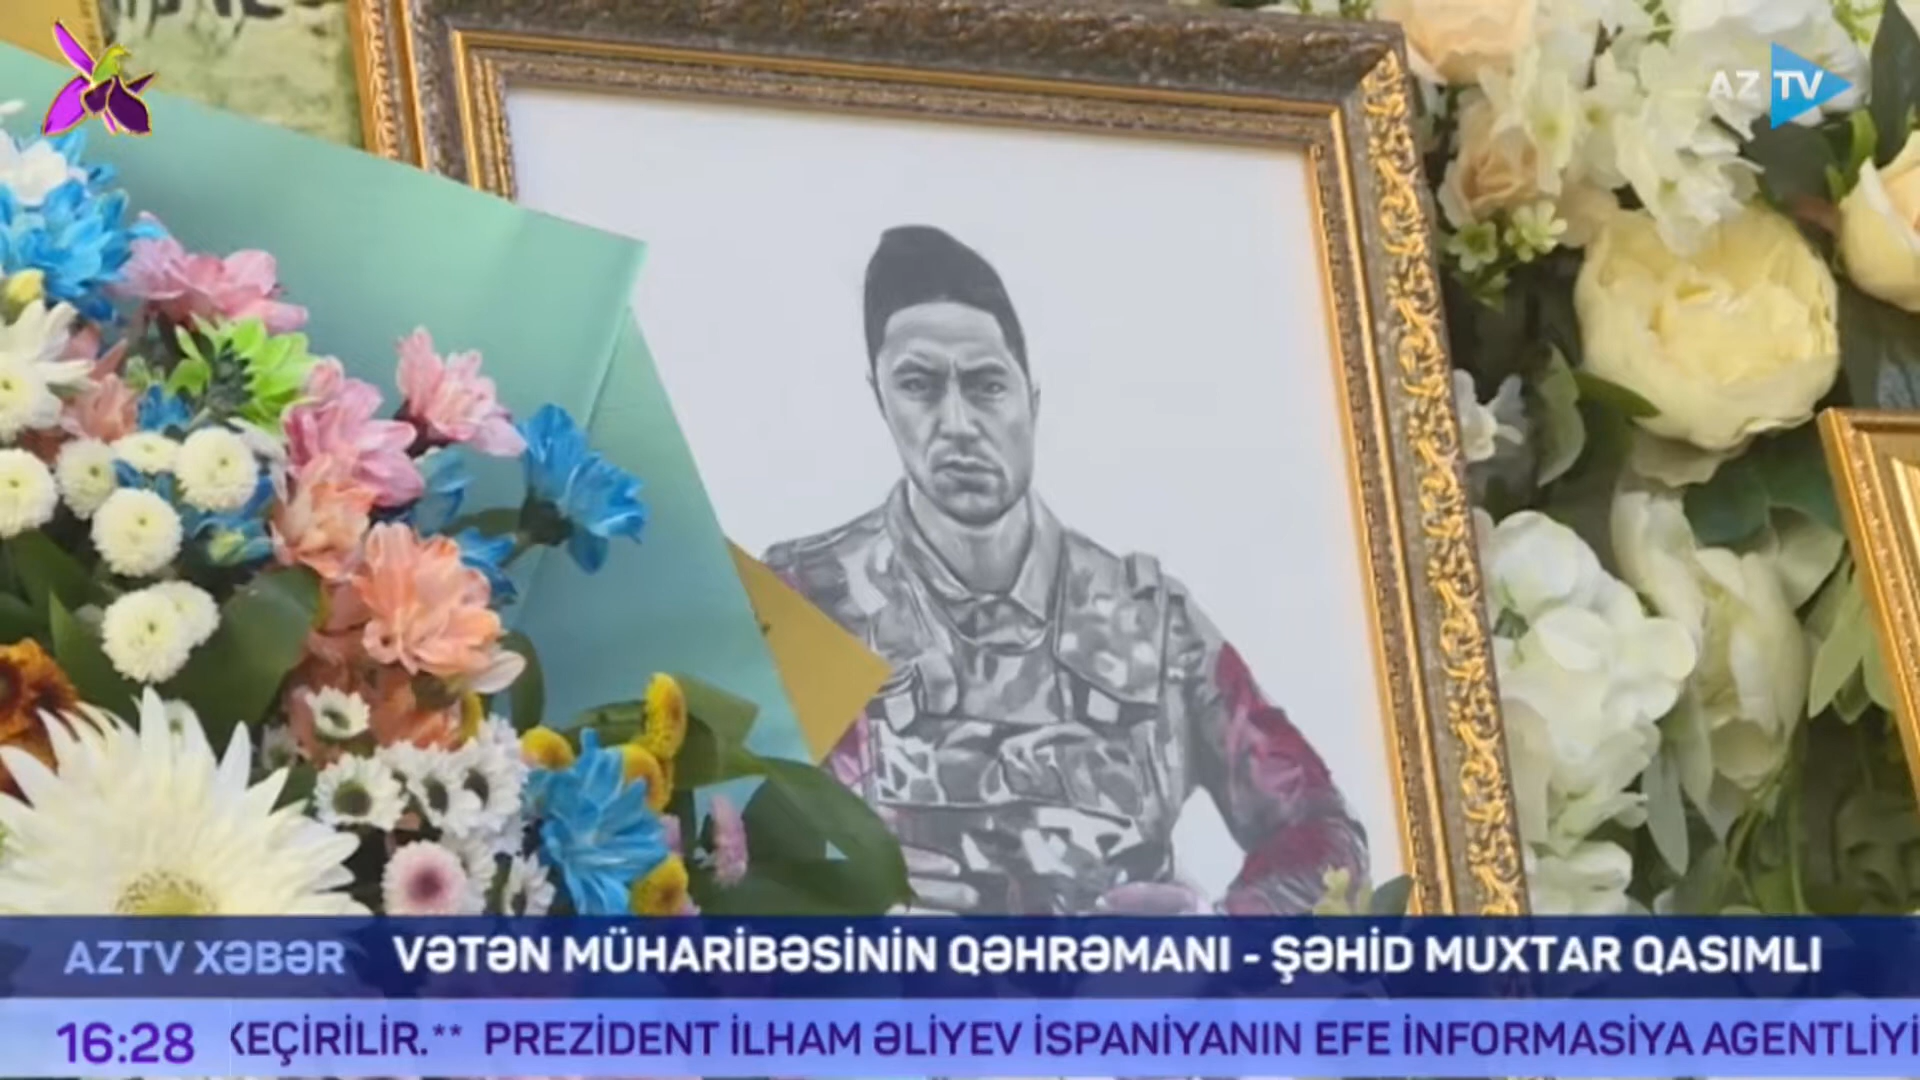 AZ TV
AZTV XƏBƏR VƏTƏN MÜHARİBƏSİNİN QƏHRƏMANI - ŞƏHİD MUXTAR QASIMLI
16:28 KEÇİRİLİR.** PREZİDENT İLHAM ƏLİYEV İSPANİYANIN EFE İNFORMASİYA AGENTLİYİ